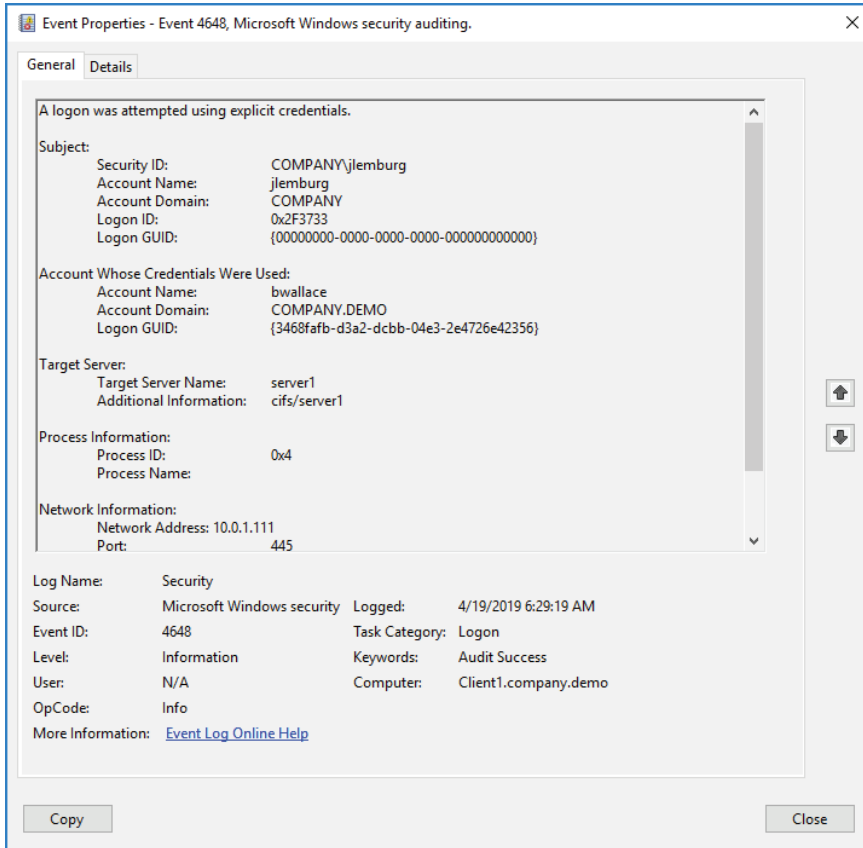 Event Properties - Event 4648, Microsoft Windows security auditing.
General Details
A logon was attempted using explicit credentials.
Subject:
Security ID: COMPANY\jlemburg
Account Name: jlemburg
Account Domain: COMPANY
Logon ID: 0x2F3733
Logon GUID: {00000000-0000-0000-0000-000000000000}
Account Whose Credentials Were Used:
Account Name: bwallace
Account Domain: COMPANY.DEMO
Logon GUID: {3468fafb-d3a2-dcbb-04e3-2e4726e42356}
Target Server:
Target Server Name: server1
Additional Information: cifs/server1
Process Information:
Process ID: 0x4
Process Name:
Network Information:
Network Address: 10.0.1.111
Port: 445
Log Name: Security
Source: Microsoft Windows security Logged: 4/19/2019 6:29:19 AM
Event ID: 4648 Task Category: Logon
Level: Information Keywords: Audit Success
User: N/A Computer: Client1.company.demo
OpCode: Info
More Information: Event Log Online Help
Copy Close